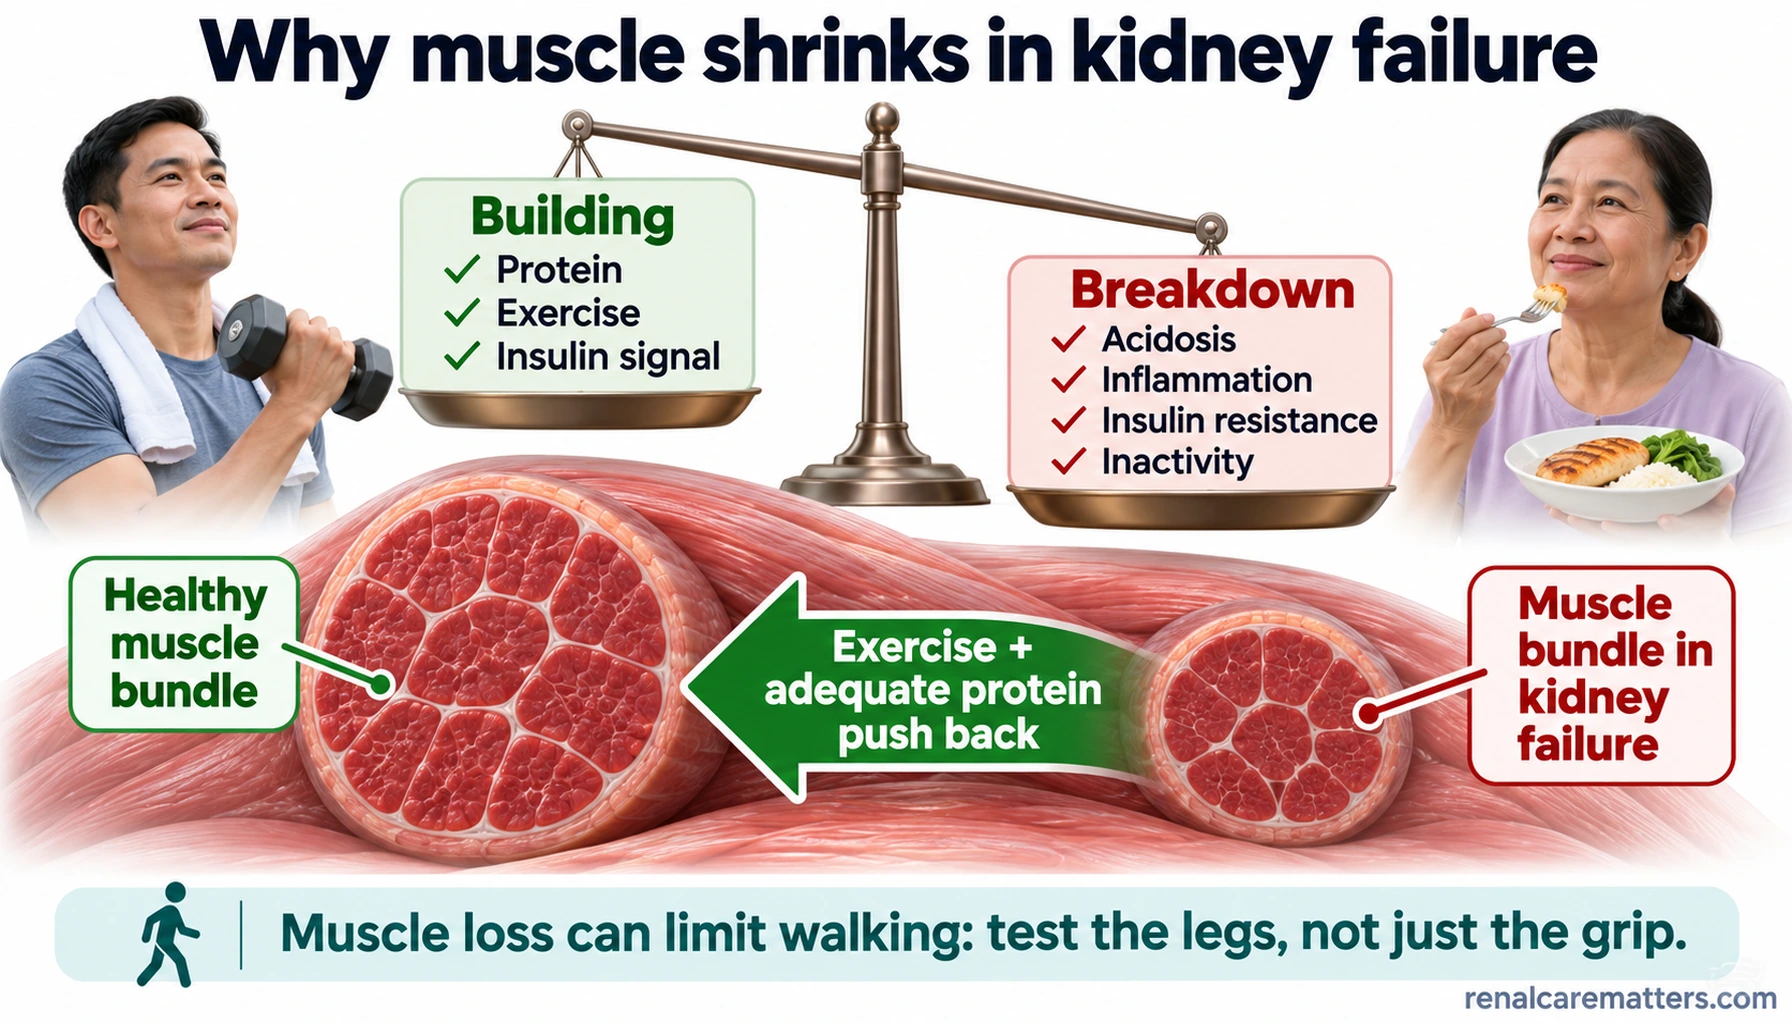 Why muscle shrinks in kidney failure
Building
Protein
Exercise
Insulin signal
Breakdown
Acidosis
Inflammation
Insulin resistance
Inactivity
Healthy
muscle
bundle
Exercise +
adequate protein
push back
Muscle
bundle in
kidney
failure
Muscle loss can limit walking: test the legs, not just the grip.
renalcarematters.com